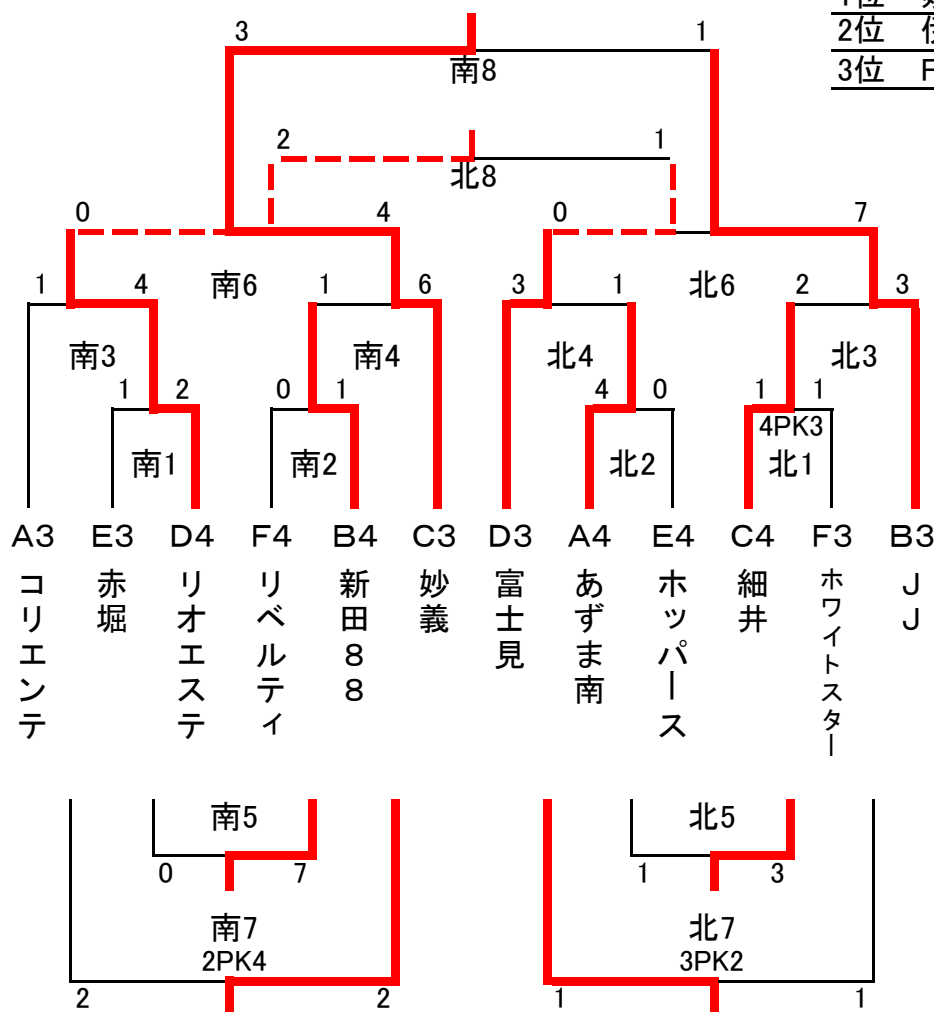 1位
3 1 2位
南8 3位 F
2 1
北8
0 4 0 7
1 4 南6 1 6 3 1 北6 2 3
南3 南4 北4 北3
1 2 0 1 4 0 1 1
4PK3
南1 南2 北2 北1
A3 E3 D4 F4 B4 C3 D3 A4 E4 C4 F3 B3
コリエンテ
赤堀
リオエステ
リベルティ
新田88
妙義
富士見
あずま南
ホッパース
細井
ホワイトスター
JJ
南5 北5
0 7 1 3
南7 北7
2PK4 3PK2
2 2 1 1